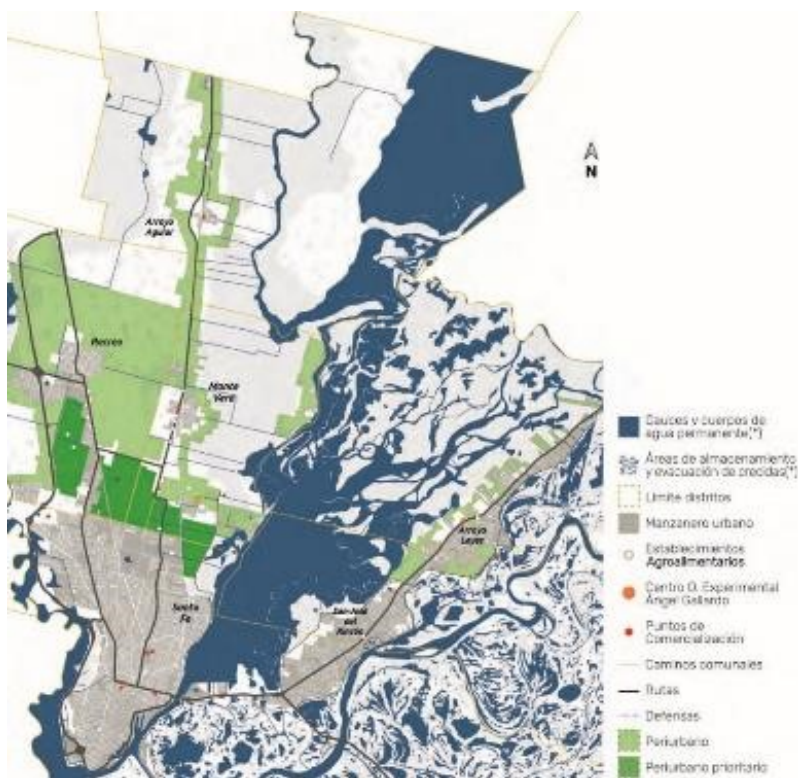 A
N
Arroyo
Aguiar
Recreo
Monte
Vera
Arroyo
Leyes
Santa
Fe
San José
del
Rincón
Cauces y cuerpos de
agua permanente(*)
Áreas de almacenamiento
y evacuación de crecidas(*)
Límite distritos
Manzanero urbano
Establecimientos
Agroalimentarios
Centro O. Experimental
Ángel Gallardo
Puntos de
Comercialización
Caminos comunales
Rutas
Defensas
Periurbano
Periurbano prioritario